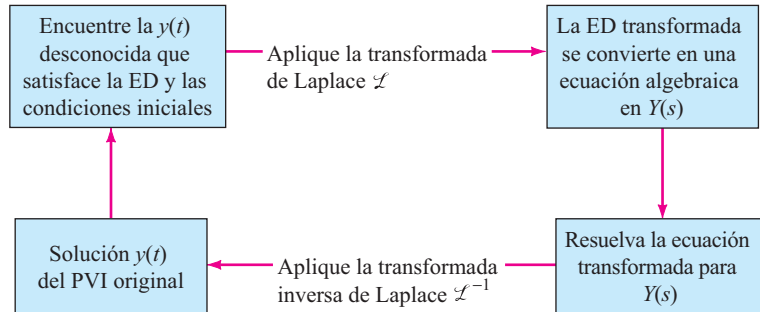 Encuentre la y(t)
desconocida que
satisface la ED y las
condiciones iniciales
Aplique la transformada
de Laplace ℒ
La ED transformada
se convierte en una
ecuación algebraica
en Y(s)
Solución y(t)
del PVI original
Aplique la transformada
inversa de Laplace ℒ⁻¹
Resuelva la ecuación
transformada para
Y(s)